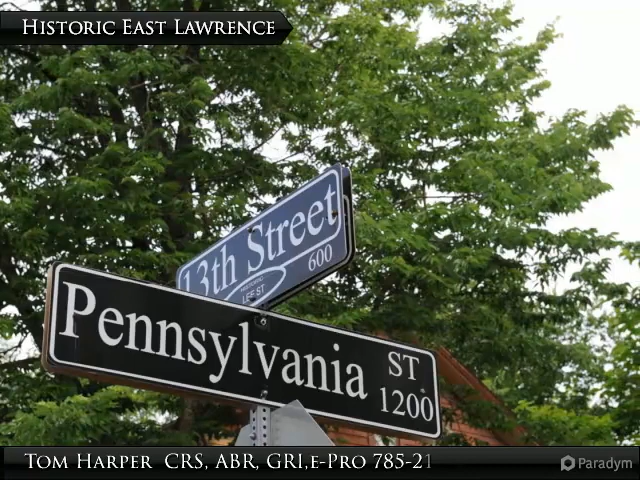 Historic East Lawrence
13th Street
600
HISTORIC
LEE ST
Pennsylvania ST
1200
Tom Harper CRS, ABR, GRI,e-Pro 785-21
Paradym